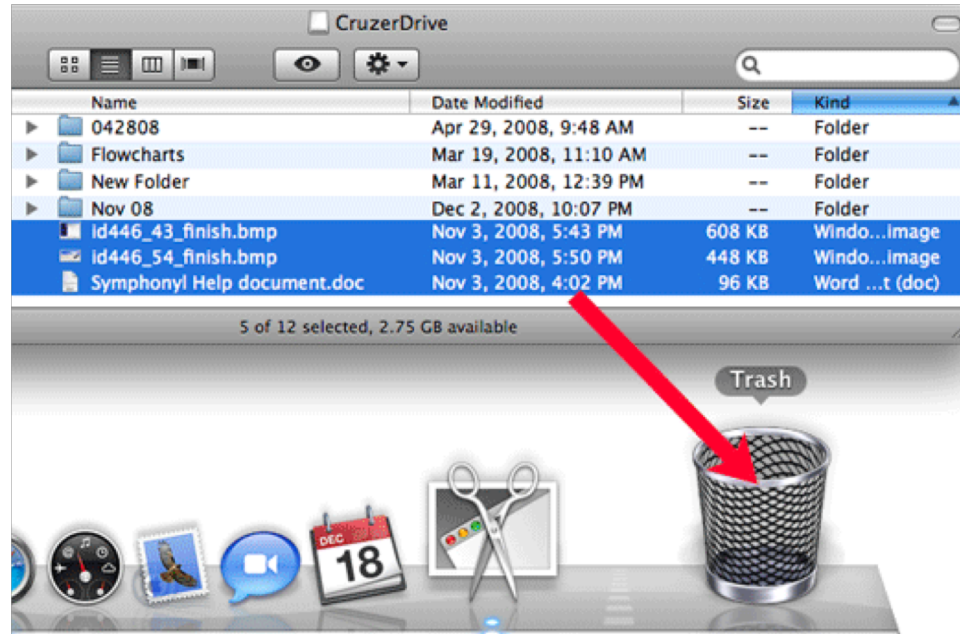 CruzerDrive
Name Date Modified Size Kind
042808 Apr 29, 2008, 9:48 AM -- Folder
Flowcharts Mar 19, 2008, 11:10 AM -- Folder
New Folder Mar 11, 2008, 12:39 PM -- Folder
Nov 08 Dec 2, 2008, 10:07 PM -- Folder
id446_43_finish.bmp Nov 3, 2008, 5:43 PM 608 KB Windo...image
id446_54_finish.bmp Nov 3, 2008, 5:50 PM 448 KB Windo...image
Symphonyl Help document.doc Nov 3, 2008, 4:02 PM 96 KB Word ...t (doc)
5 of 12 selected, 2.75 GB available
Trash
DEC
18